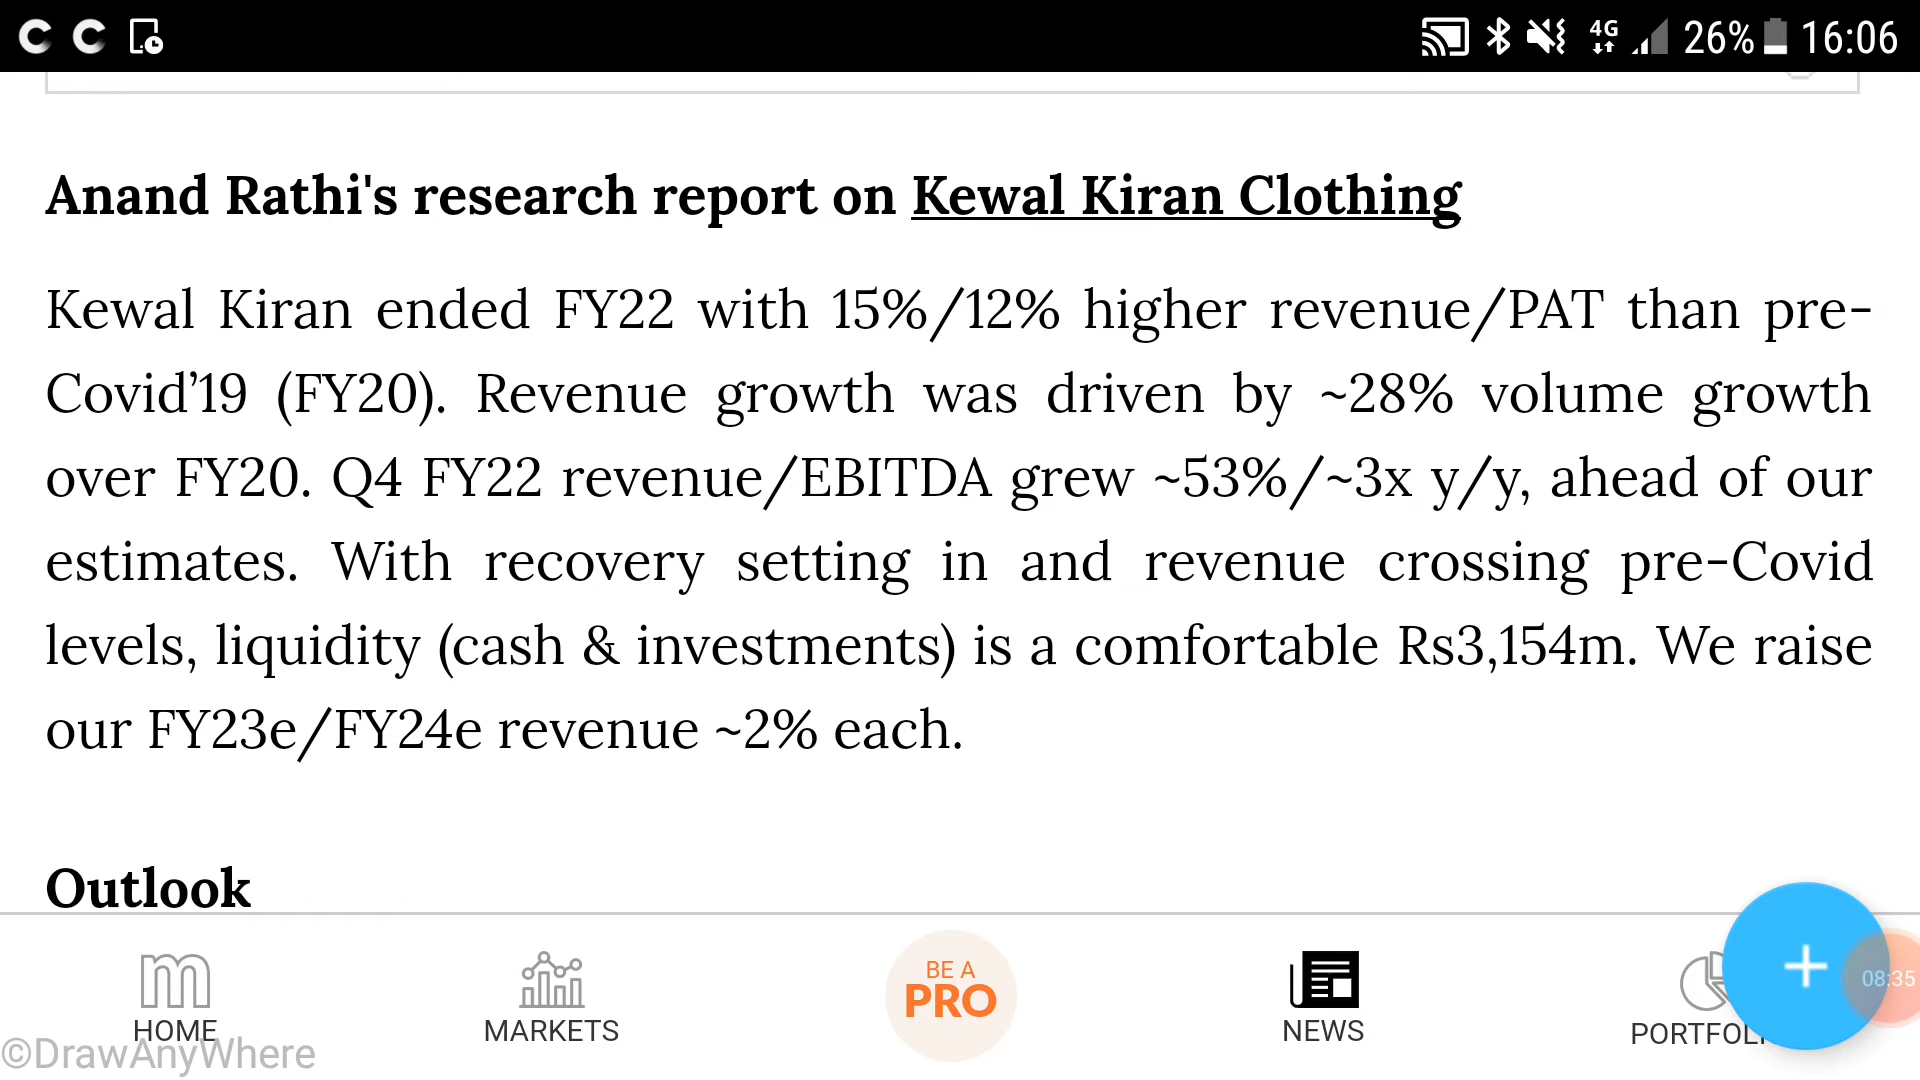 4G 26% 16:06
Anand Rathi's research report on Kewal Kiran Clothing
Kewal Kiran ended FY22 with 15%/12% higher revenue/PAT than pre-
Covid’19 (FY20). Revenue growth was driven by ~28% volume growth
over FY20. Q4 FY22 revenue/EBITDA grew ~53%/~3x y/y, ahead of our
estimates. With recovery setting in and revenue crossing pre-Covid
levels, liquidity (cash & investments) is a comfortable Rs3,154m. We raise
our FY23e/FY24e revenue ~2% each.
Outlook
BE A
PRO
08:35
HOME MARKETS NEWS
©DrawAnyWhere